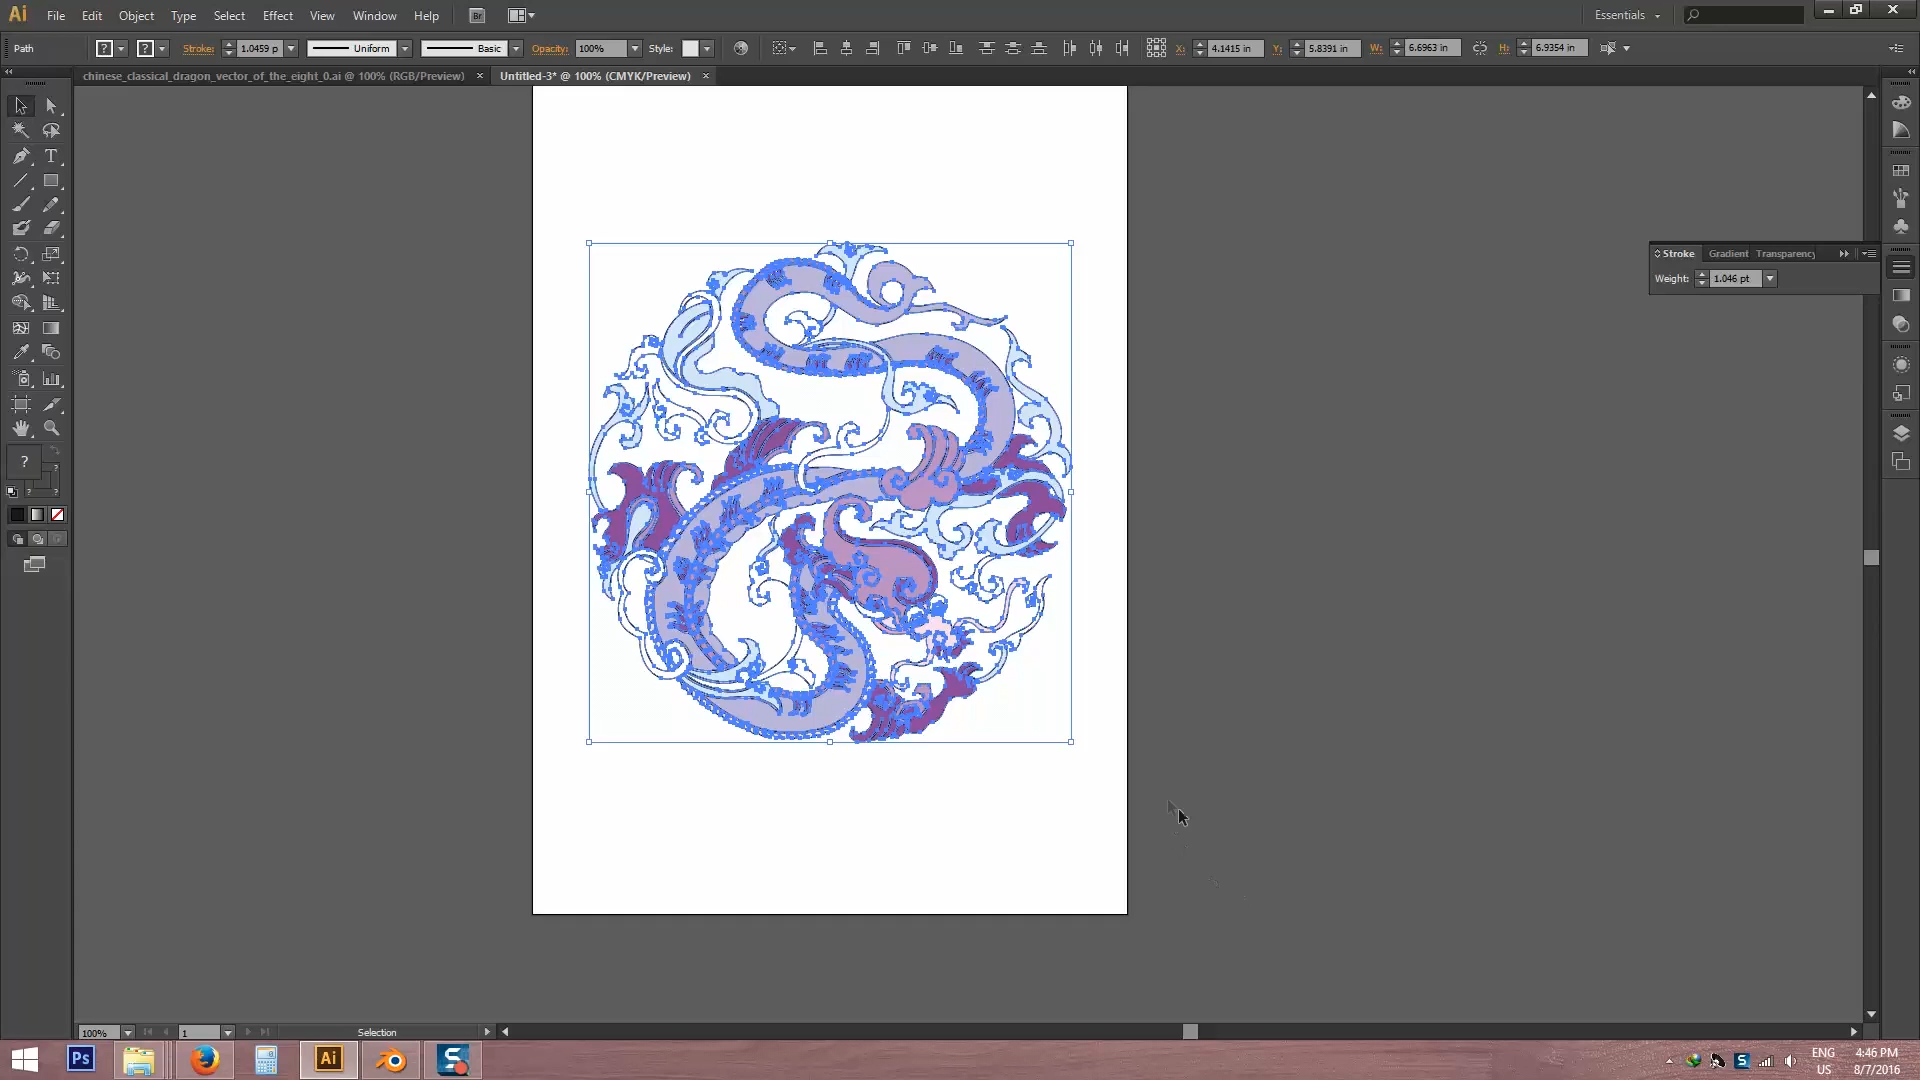 Ai File Edit Object Type Select Effect View Window Help Br Essentials
Path ? ? Stroke: 1.0459 p Uniform Basic Opacity: 100% Style: X: 4.1415 in Y: 5.8391 in W: 6.6963 in H: 6.9354 in
chinese_classical_dragon_vector_of_the_eight_0.ai @ 100% (RGB/Preview) × Untitled-3* @ 100% (CMYK/Preview) ×
T
Stroke Gradient Transparency
Weight: 1.046 pt
?
100% 1 Selection
Ps Ai S S ENG 4:46 PM
US 8/7/2016